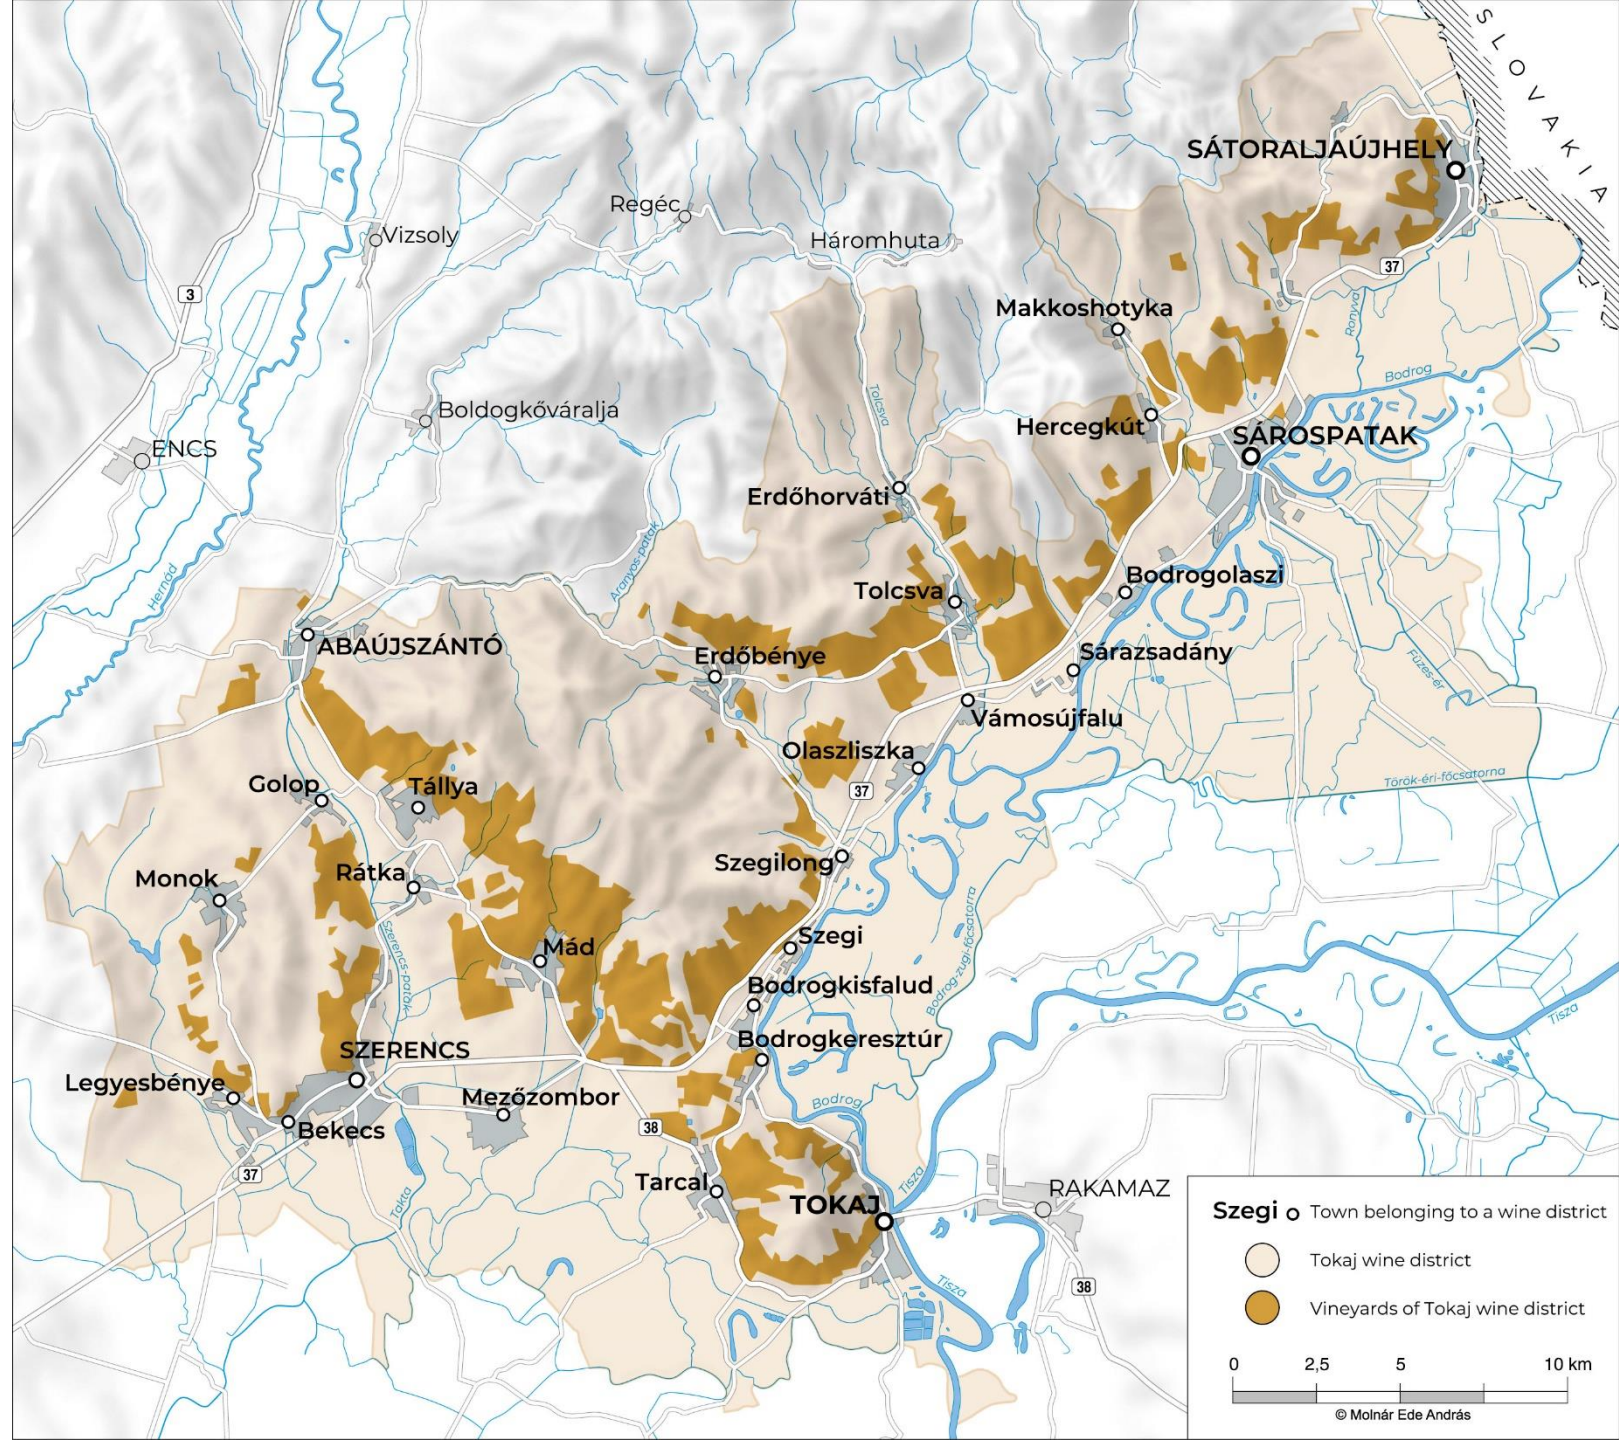 SLOVAKIA
SÁTORALJAÚJHELY
Regéc
Vizsoly
Háromhuta
37
3
Makkoshotyka
Ronyva
Bodrog
Boldogkőváralja
Tolcsva
Hercegkút
SÁROSPATAK
ENCS
Erdőhorváti
Aranyos-patak
Hernád
Bodrogolaszi
Tolcsva
ABAÚJSZÁNTÓ
Erdőbénye
Sárazsadány
Füzes-ér
Vámosújfalu
Olaszliszka
Golop
Tállya
37
Török-éri-főcsatorna
Szegilong
Rátka
Monok
Szerencs-patak
Bodrog-zugi-főcsatorna
Szegi
Mád
Bodrogkisfalud
Tisza
Bodrogkeresztúr
SZERENCS
Legyesbénye
Mezőzombor
Bodrog
Bekecs
38
37
Tarcal
Tisza
TOKAJ
RAKAMAZ
Takta
Tisza
38
Szegi Town belonging to a wine district
Tokaj wine district
Vineyards of Tokaj wine district
0 2,5 5 10 km
© Molnár Ede András